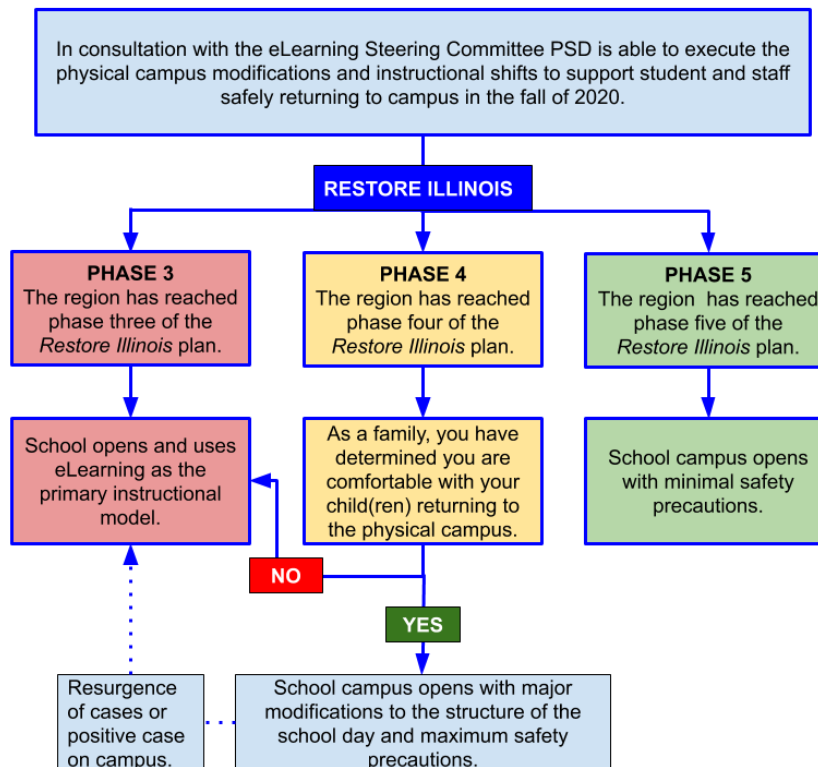 In consultation with the eLearning Steering Committee PSD is able to execute the
physical campus modifications and instructional shifts to support student and staff
safely returning to campus in the fall of 2020.
RESTORE ILLINOIS
PHASE 3
The region has reached
phase three of the
Restore Illinois plan.
PHASE 4
The region has reached
phase four of the
Restore Illinois plan.
PHASE 5
The region has reached
phase five of the
Restore Illinois plan.
School opens and uses
eLearning as the
primary instructional
model.
As a family, you have
determined you are
comfortable with your
child(ren) returning to
the physical campus.
School campus opens
with minimal safety
precautions.
NO
YES
Resurgence
of cases or
positive case
on campus.
School campus opens with major
modifications to the structure of the
school day and maximum safety
precautions.